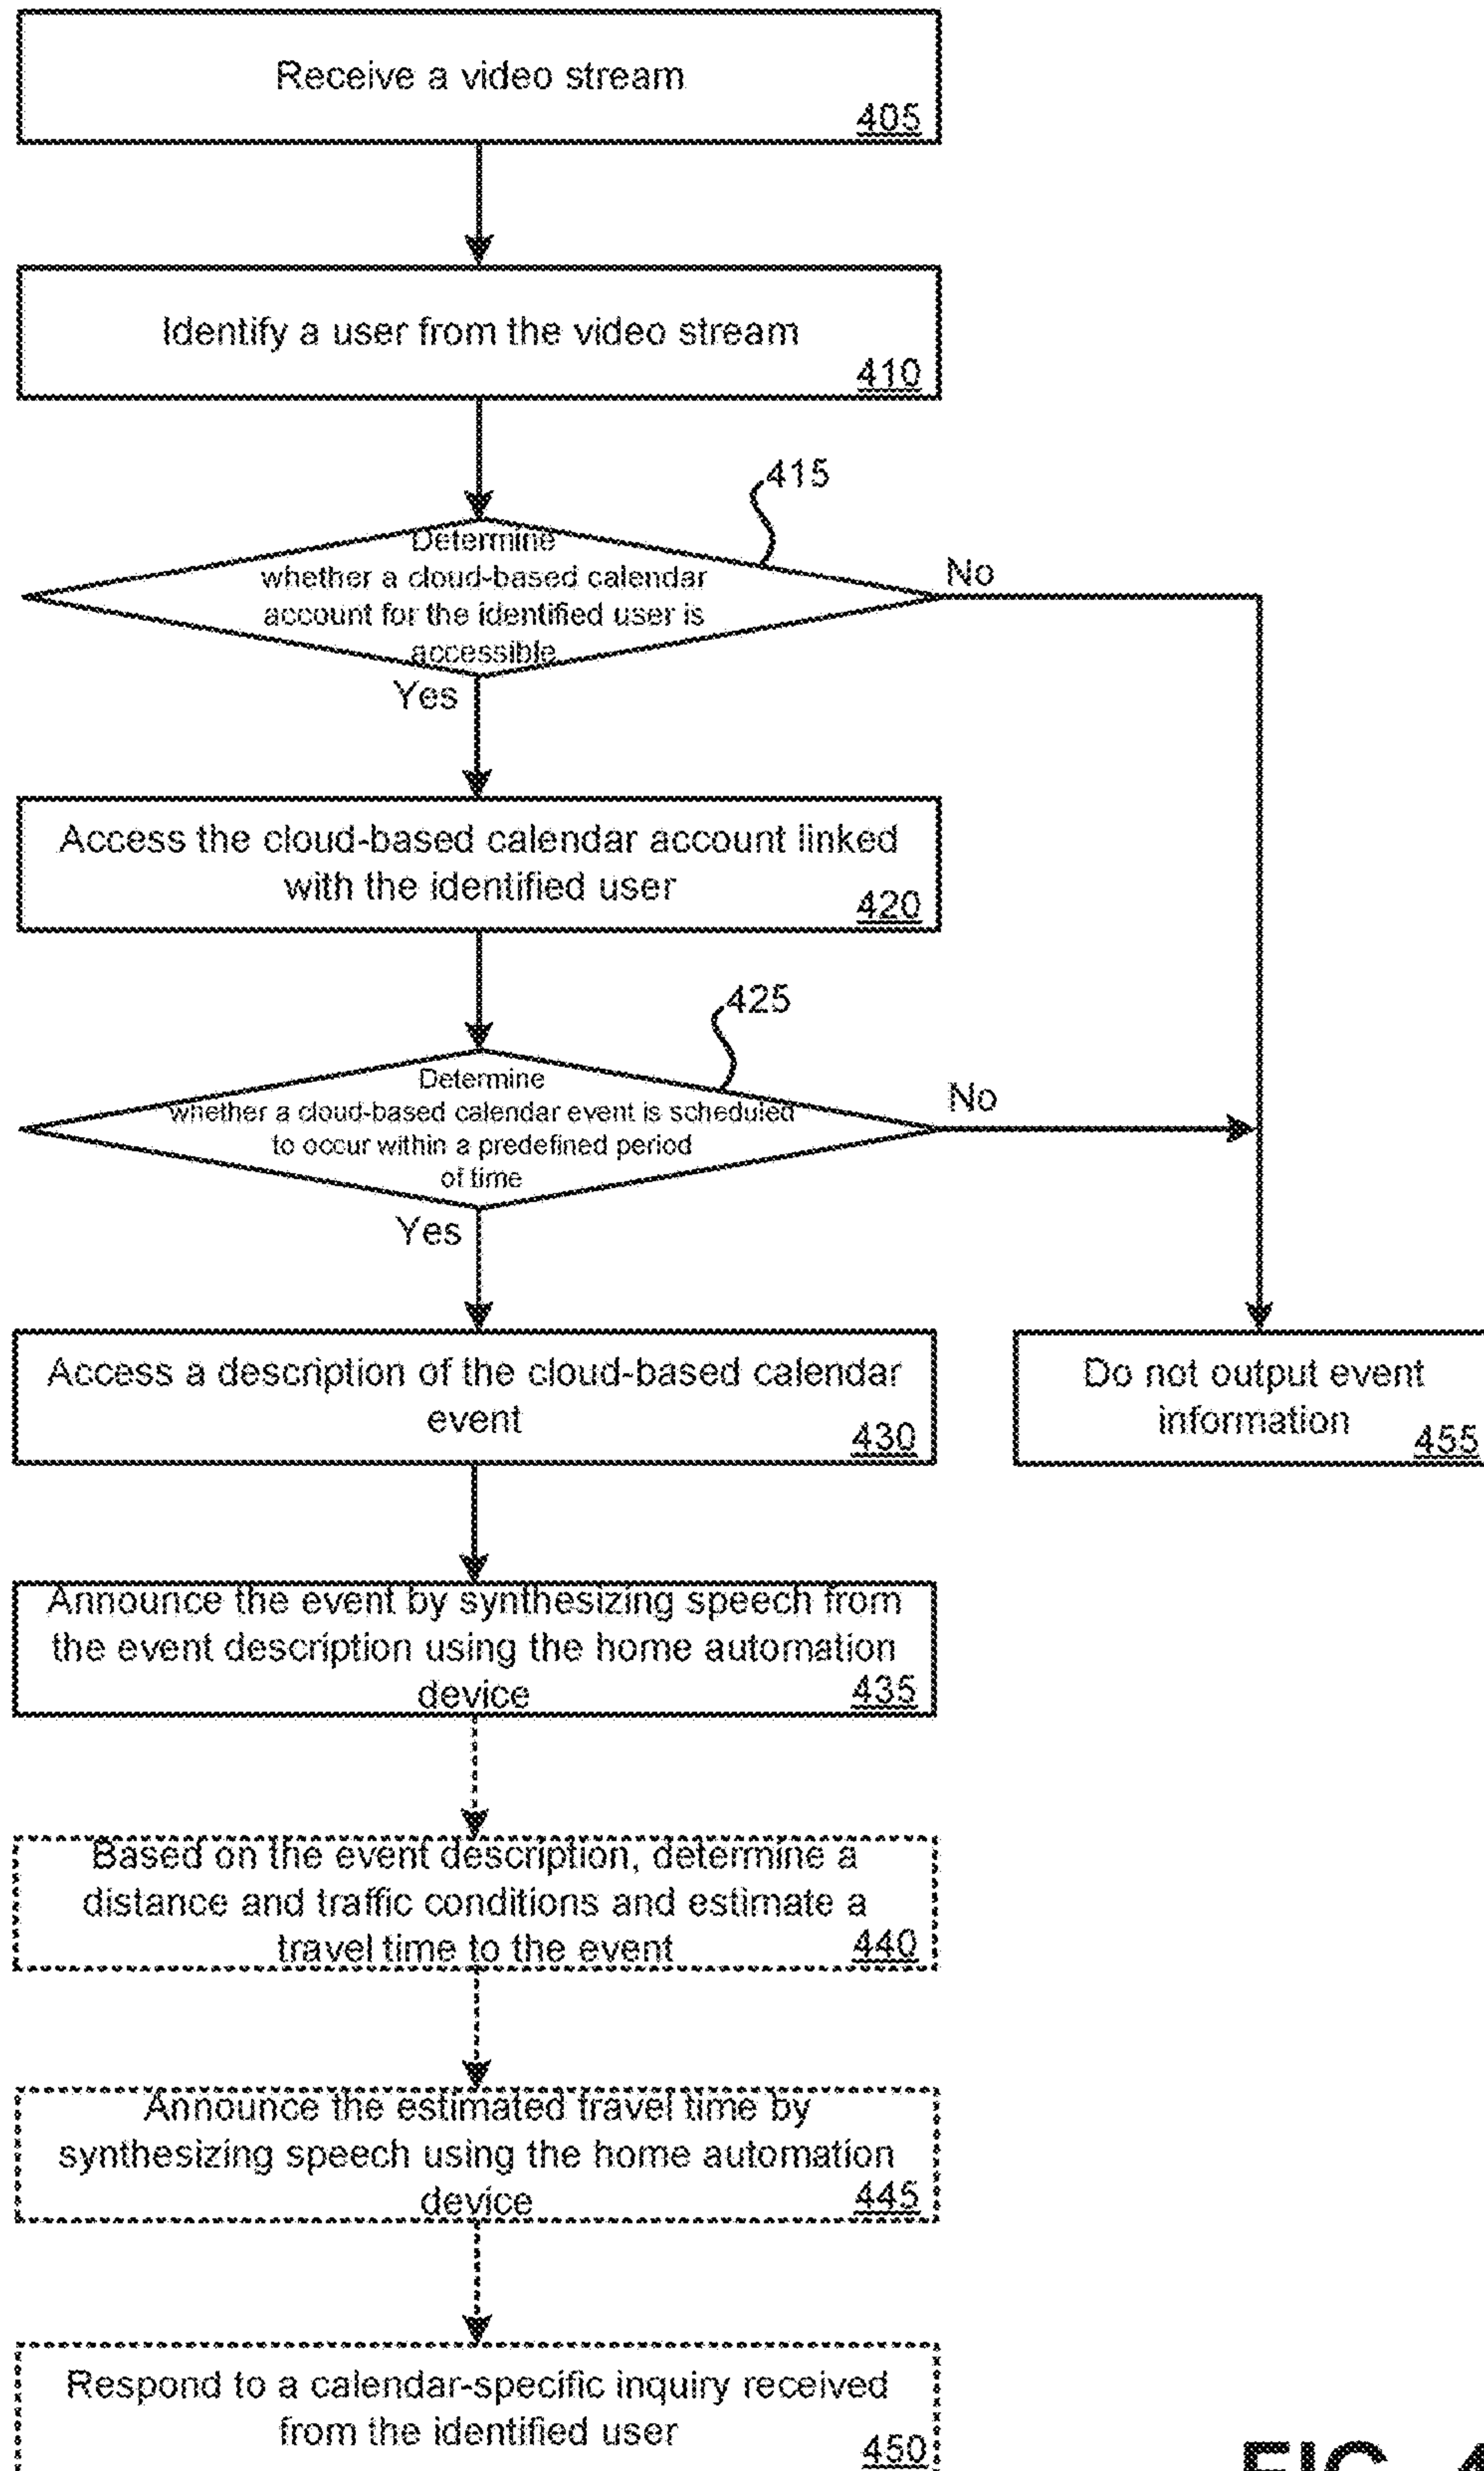 Receive a video stream
405
Identify a user from the video stream
410
415
Determine
whether a cloud-based calendar
account for the identified user is
accessible
No
Yes
Access the cloud-based calendar account linked
with the identified user
420
425
Determine
whether a cloud-based calendar event is scheduled
to occur within a predefined period
of time
No
Yes
Access a description of the cloud-based calendar
event
430
Do not output event
information
455
Announce the event by synthesizing speech from
the event description using the home automation
device
435
Based on the event description, determine a
distance and traffic conditions and estimate a
travel time to the event
440
Announce the estimated travel time by
synthesizing speech using the home automation
device
445
Respond to a calendar-specific inquiry received
from the identified user
450
FIG. 4